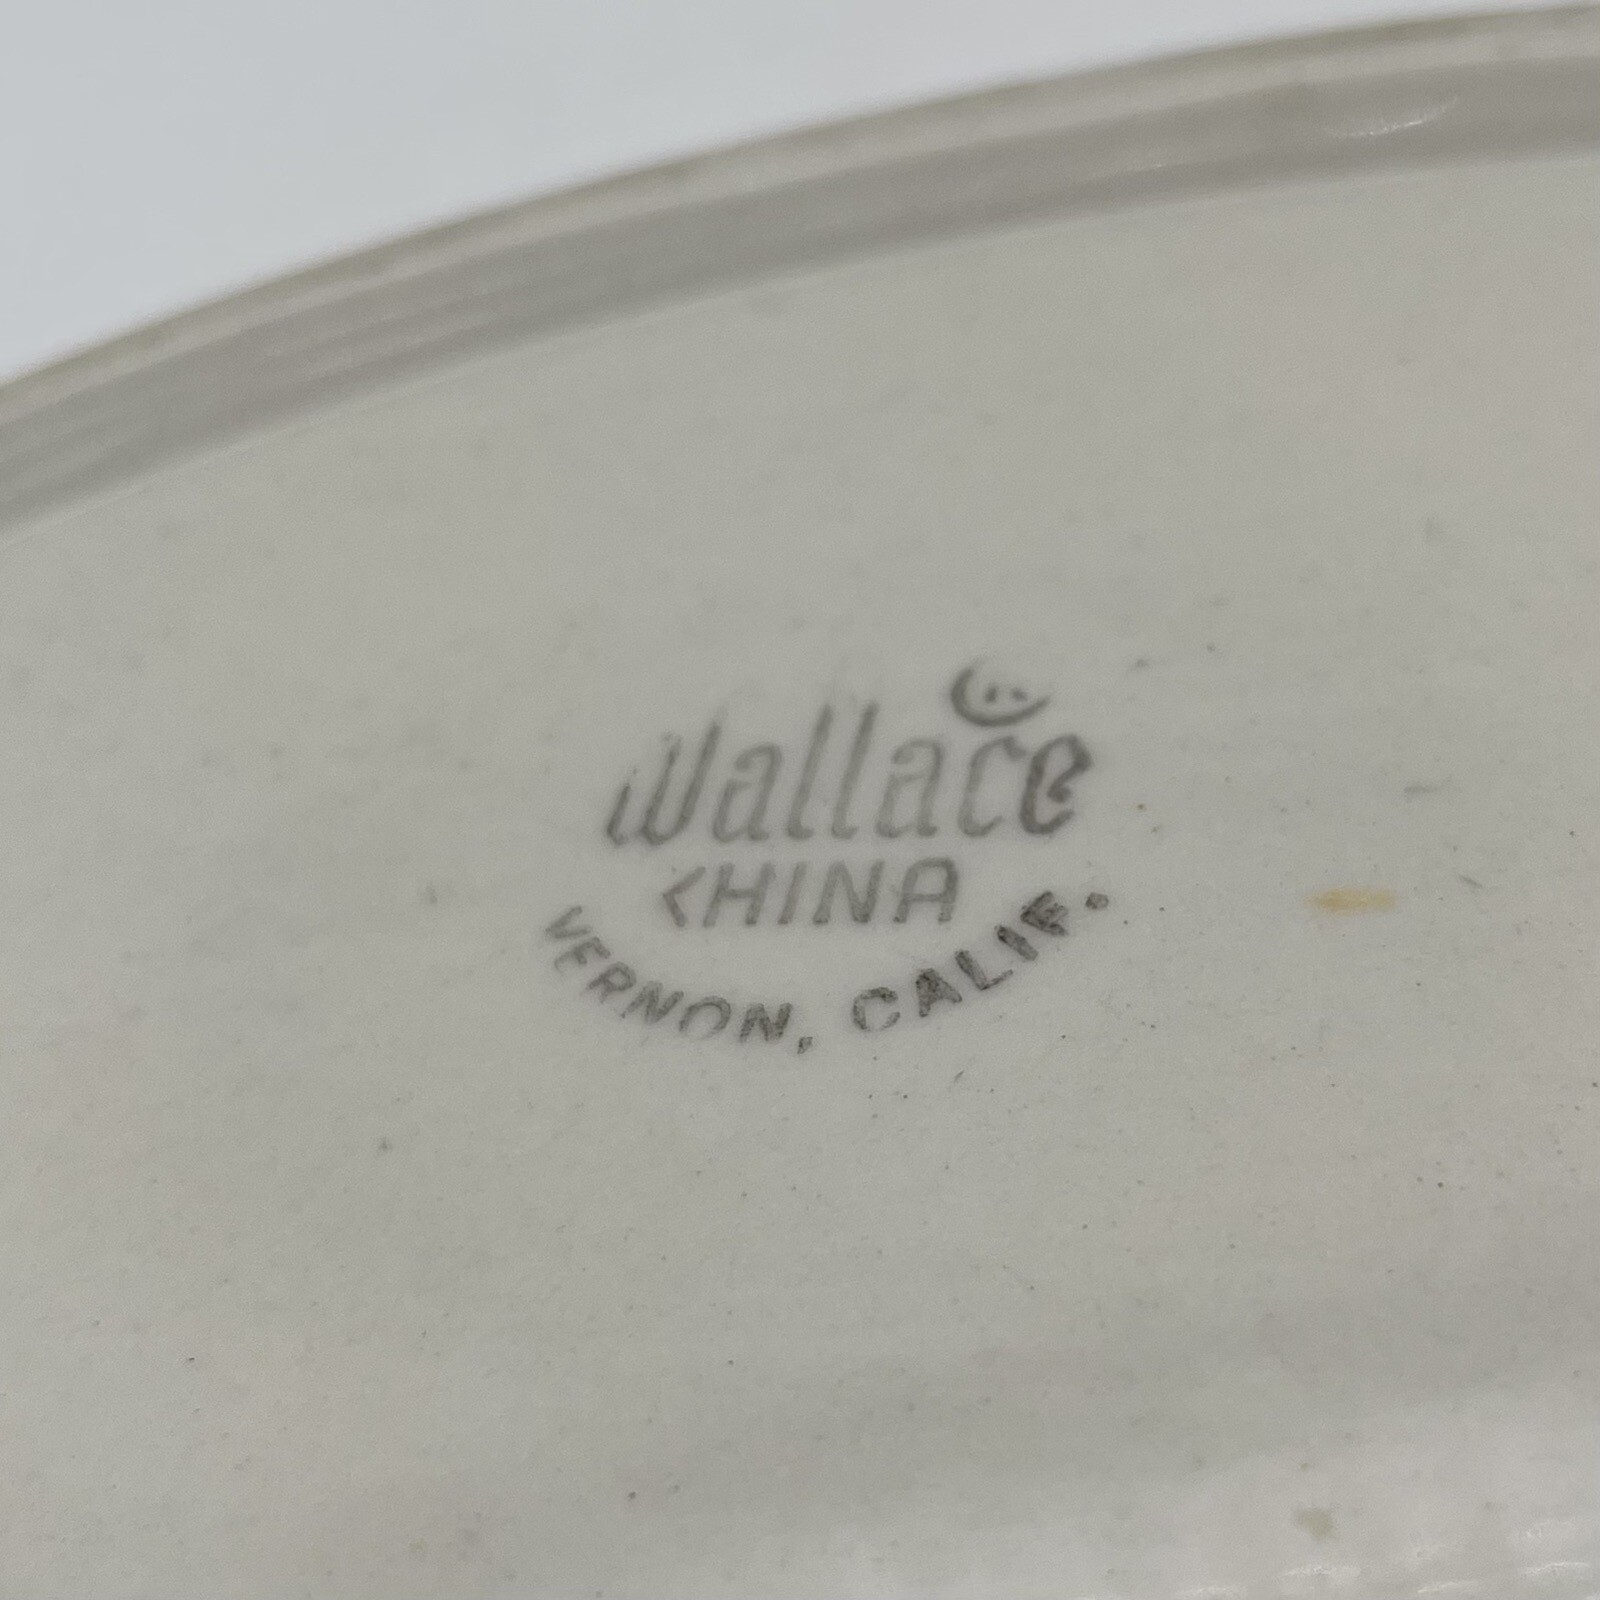 Wallace
CHINA
VERNON, CALIF.